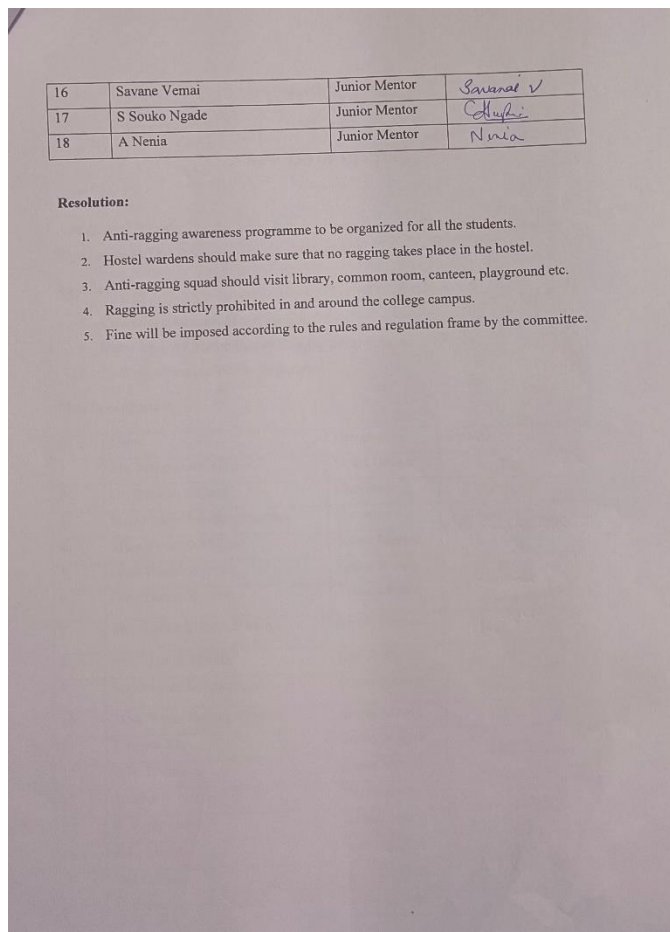 16 Savane Vemai Junior Mentor Savanae V
17 S Souko Ngade Junior Mentor
18 A Nenia Junior Mentor Nenia
Resolution:
1. Anti-ragging awareness programme to be organized for all the students.
2. Hostel wardens should make sure that no ragging takes place in the hostel.
3. Anti-ragging squad should visit library, common room, canteen, playground etc.
4. Ragging is strictly prohibited in and around the college campus.
5. Fine will be imposed according to the rules and regulation frame by the committee.